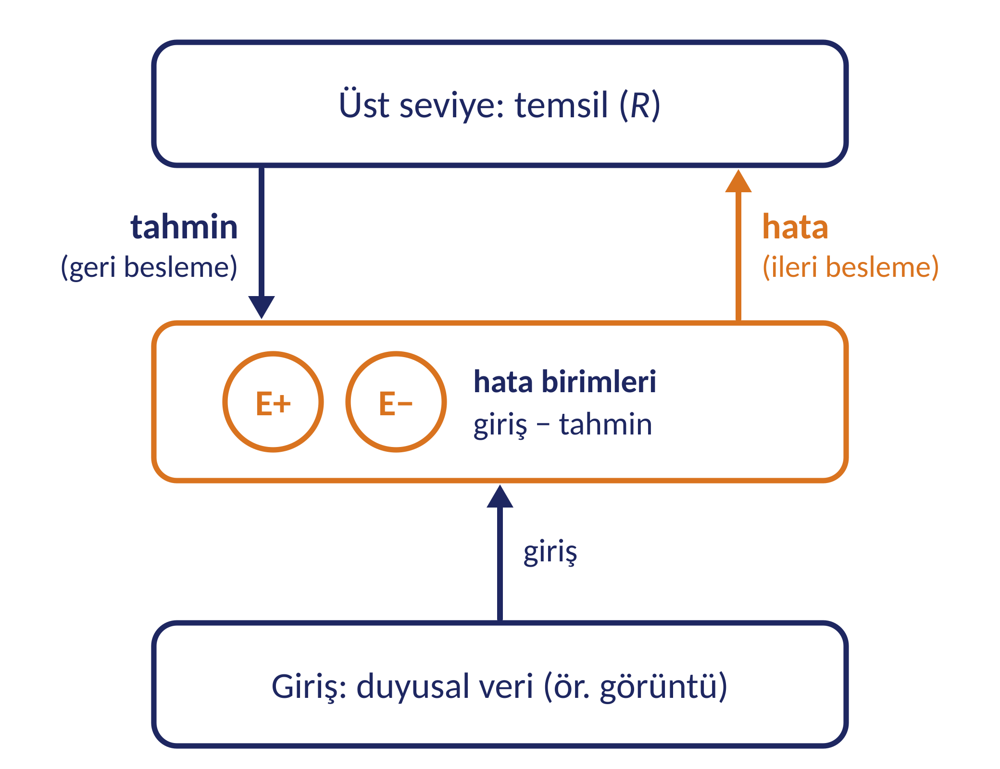 Üst seviye: temsil (R)
tahmin
(geri besleme)
hata
(ileri besleme)
E+
E−
hata birimleri
giriş − tahmin
giriş
Giriş: duyusal veri (ör. görüntü)